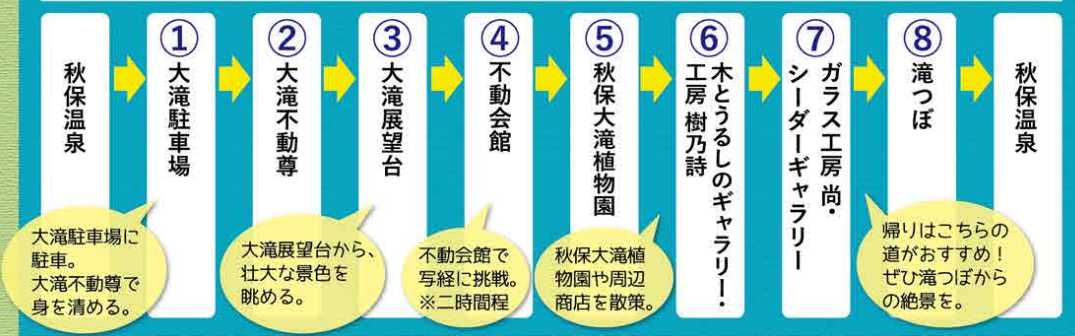 秋保温泉
①
大滝駐車場
②
大滝不動尊
③
大滝展望台
④
不動会館
⑤
秋保大滝植物園
⑥
木とうるしのギャラリー・
工房 樹乃詩
⑦
ガラス工房 尚・
シーダーギャラリー
⑧
滝つぼ
秋保温泉
大滝駐車場に
駐車。
大滝不動尊で
身を清める。
大滝展望台から、
壮大な景色を
眺める。
不動会館で
写経に挑戦。
※二時間程
秋保大滝植
物園や周辺
商店を散策。
帰りはこちらの
道がおすすめ!
ぜひ滝つぼから
の絶景を。